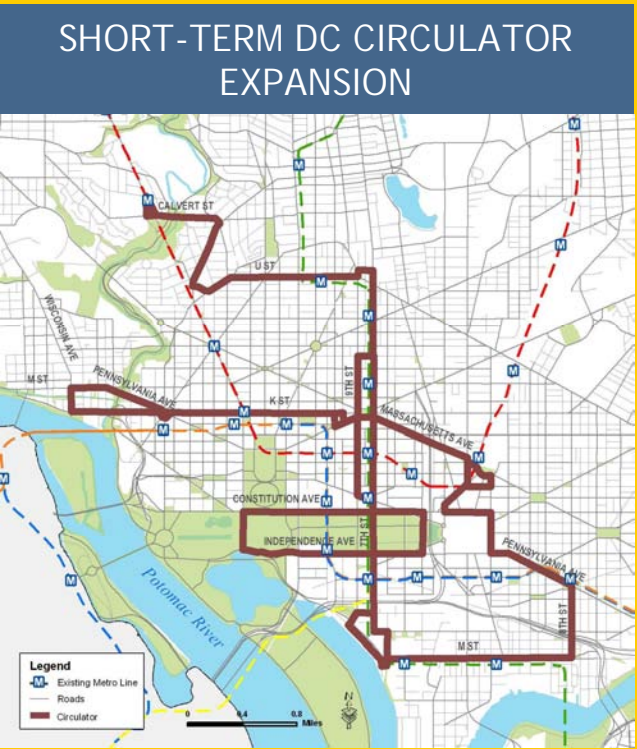 SHORT-TERM DC CIRCULATOR
EXPANSION
M
M
M
CALVERT ST
M
U ST
M
WISCONSIN AVE
M
M
M
M ST
PENNSYLVANIA AVE
9TH ST
M
K ST
M
MASSACHUSETTS AVE
M
M
M
M
M
M
M
CONSTITUTION AVE
M
M
INDEPENDENCE AVE
7TH ST
M
PENNSYLVANIA AVE
M
M
M
M
M
Potomac River
8TH ST
M ST
M
M
Legend
M Existing Metro Line
Roads
Circulator
N
0 0.4 0.8
Miles